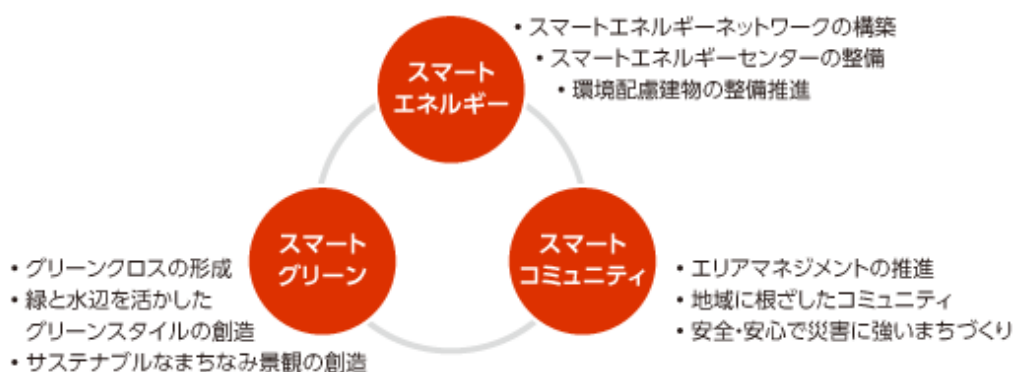 スマート
エネルギー
• スマートエネルギーネットワークの構築
• スマートエネルギーセンターの整備
• 環境配慮建物の整備推進
スマート
グリーン
• グリーンクロスの形成
• 緑と水辺を活かした
グリーンスタイルの創造
• サステナブルなまちなみ景観の創造
スマート
コミュニティ
• エリアマネジメントの推進
• 地域に根ざしたコミュニティ
• 安全・安心で災害に強いまちづくり